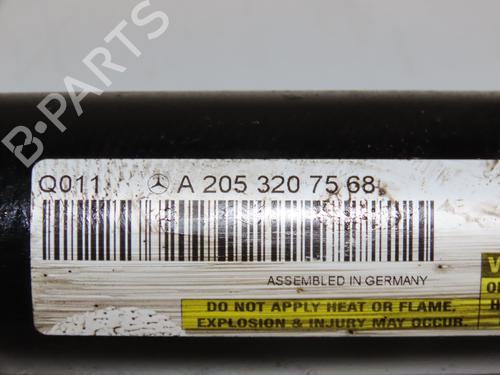 B-PARTS
Q011 A 205 320 75 68
ASSEMBLED IN GERMANY
DO NOT APPLY HEAT OR FLAME,
EXPLOSION & INJURY MAY OCCUR.